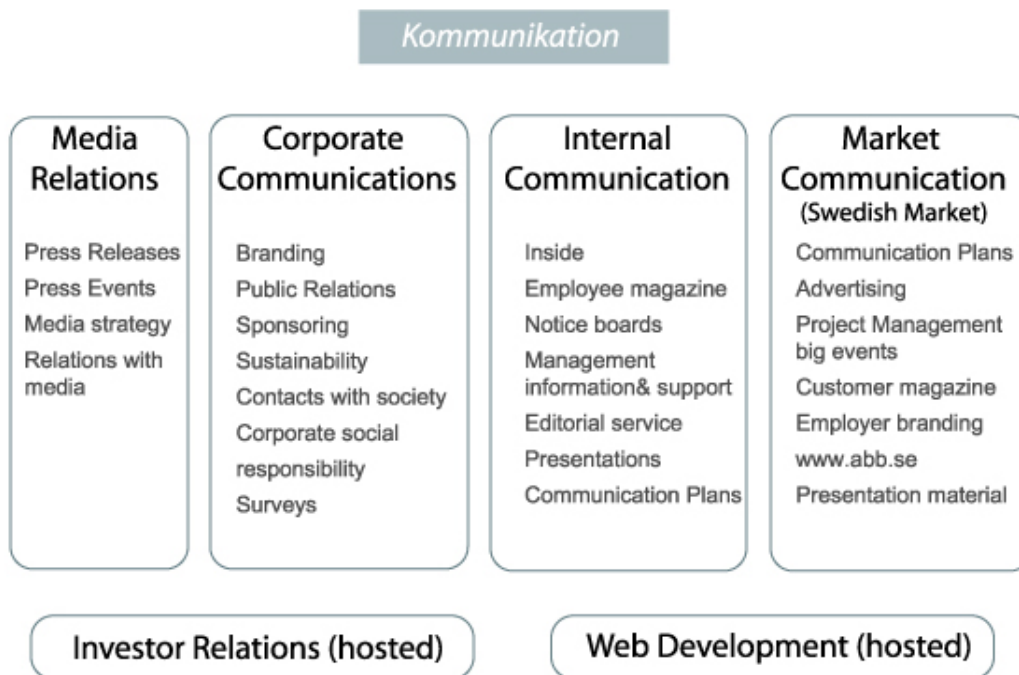 Kommunikation
Media
Relations
Press Releases
Press Events
Media strategy
Relations with
media
Corporate
Communications
Branding
Public Relations
Sponsoring
Sustainability
Contacts with society
Corporate social
responsibility
Surveys
Internal
Communication
Inside
Employee magazine
Notice boards
Management
information& support
Editorial service
Presentations
Communication Plans
Market
Communication
(Swedish Market)
Communication Plans
Advertising
Project Management
big events
Customer magazine
Employer branding
www.abb.se
Presentation material
Investor Relations (hosted)
Web Development (hosted)